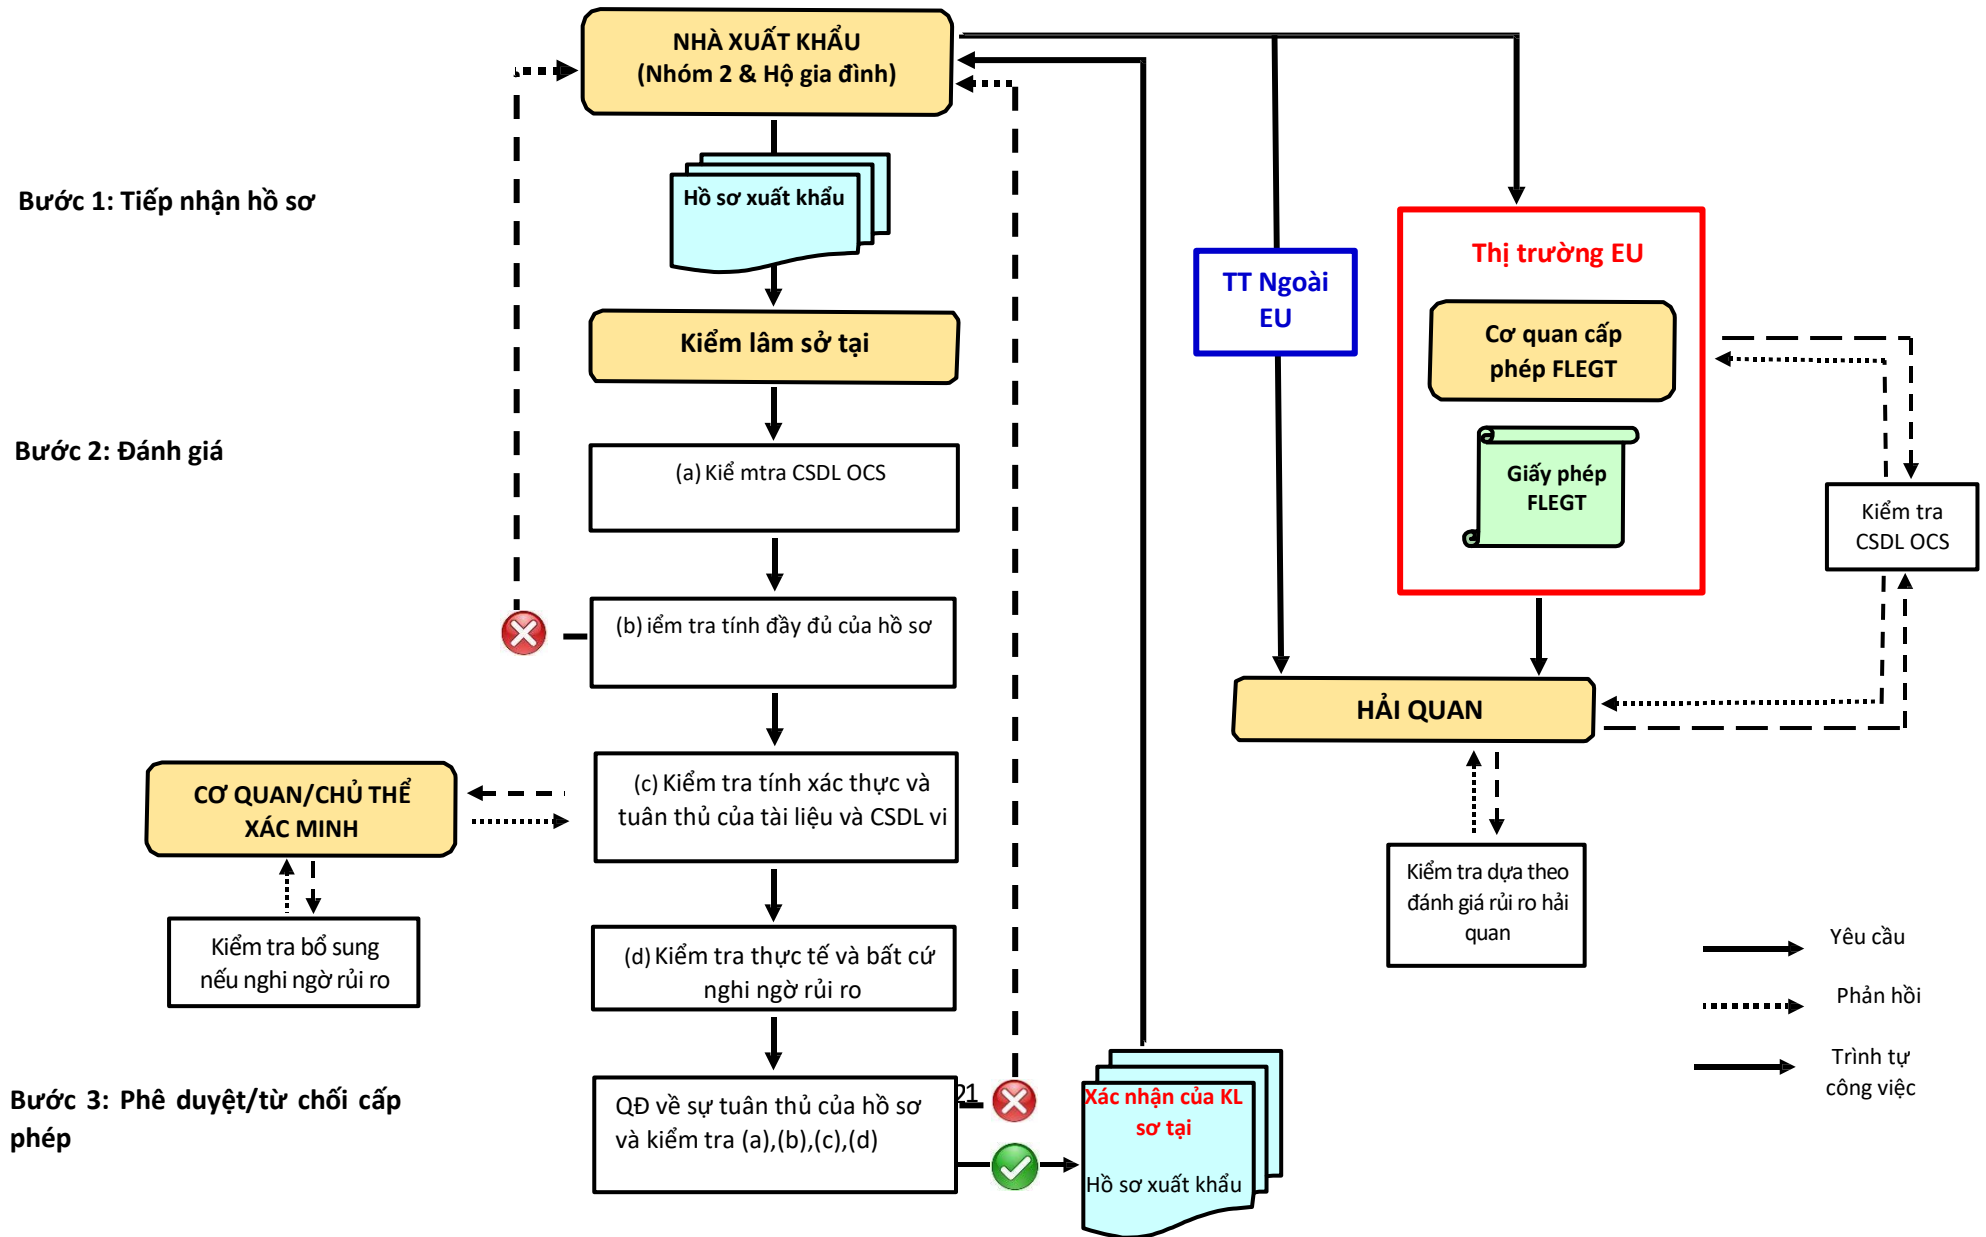 NHÀ XUẤT KHẨU
(Nhóm 2 & Hộ gia đình)
Bước 1: Tiếp nhận hồ sơ
Hồ sơ xuất khẩu
Kiểm lâm sở tại
Bước 2: Đánh giá
(a) Kiể mtra CSDL OCS
(b) iểm tra tính đầy đủ của hồ sơ
(c) Kiểm tra tính xác thực và
tuân thủ của tài liệu và CSDL vi
CƠ QUAN/CHỦ THỂ
XÁC MINH
Kiểm tra bổ sung
nếu nghi ngờ rủi ro
(d) Kiểm tra thực tế và bất cứ
nghi ngờ rủi ro
Bước 3: Phê duyệt/từ chối cấp
phép
QĐ về sự tuân thủ của hồ sơ
và kiểm tra (a),(b),(c),(d)
21
Xác nhận của KL
sơ tại
Hồ sơ xuất khẩu
TT Ngoài
EU
Thị trường EU
Cơ quan cấp
phép FLEGT
Giấy phép
FLEGT
Kiểm tra
CSDL OCS
HẢI QUAN
Kiểm tra dựa theo
đánh giá rủi ro hải
quan
Yêu cầu
Phản hồi
Trình tự
công việc